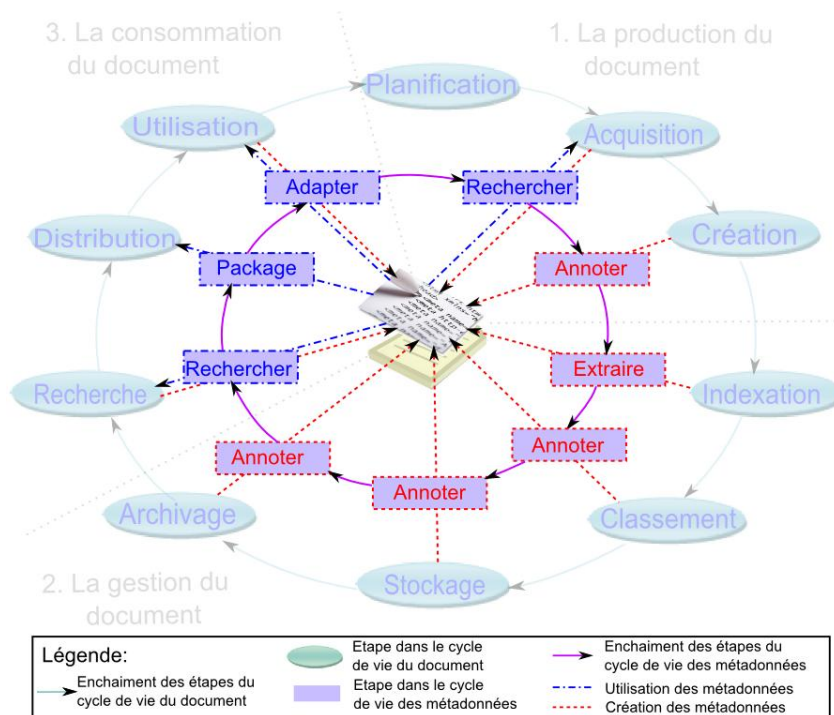 3. La consommation
du document
1. La production du
document
Planification
Utilisation
Acquisition
Adapter
Rechercher
Distribution
Création
Package
Annoter
Rechercher
Extraire
Recherche
Indexation
Annoter
Annoter
Annoter
Archivage
Classement
Stockage
2. La gestion du
document
Légende:
Enchaiment des étapes du
cycle de vie du document
Etape dans le cycle
de vie du document
Etape dans le cycle
de vie des métadonnées
Enchaiment des étapes du
cycle de vie des métadonnées
Utilisation des métadonnées
Création des métadonnées